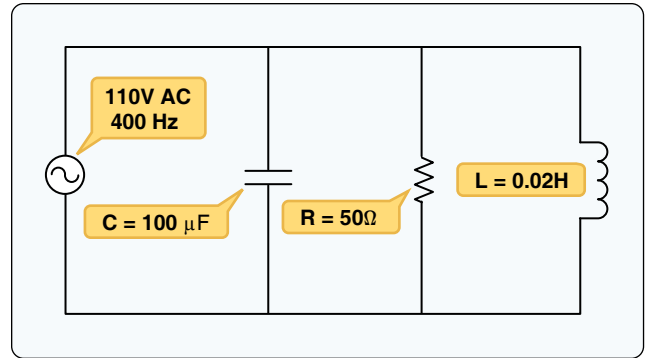 110V AC
400 Hz
C = 100 μF
R = 50Ω
L = 0.02H